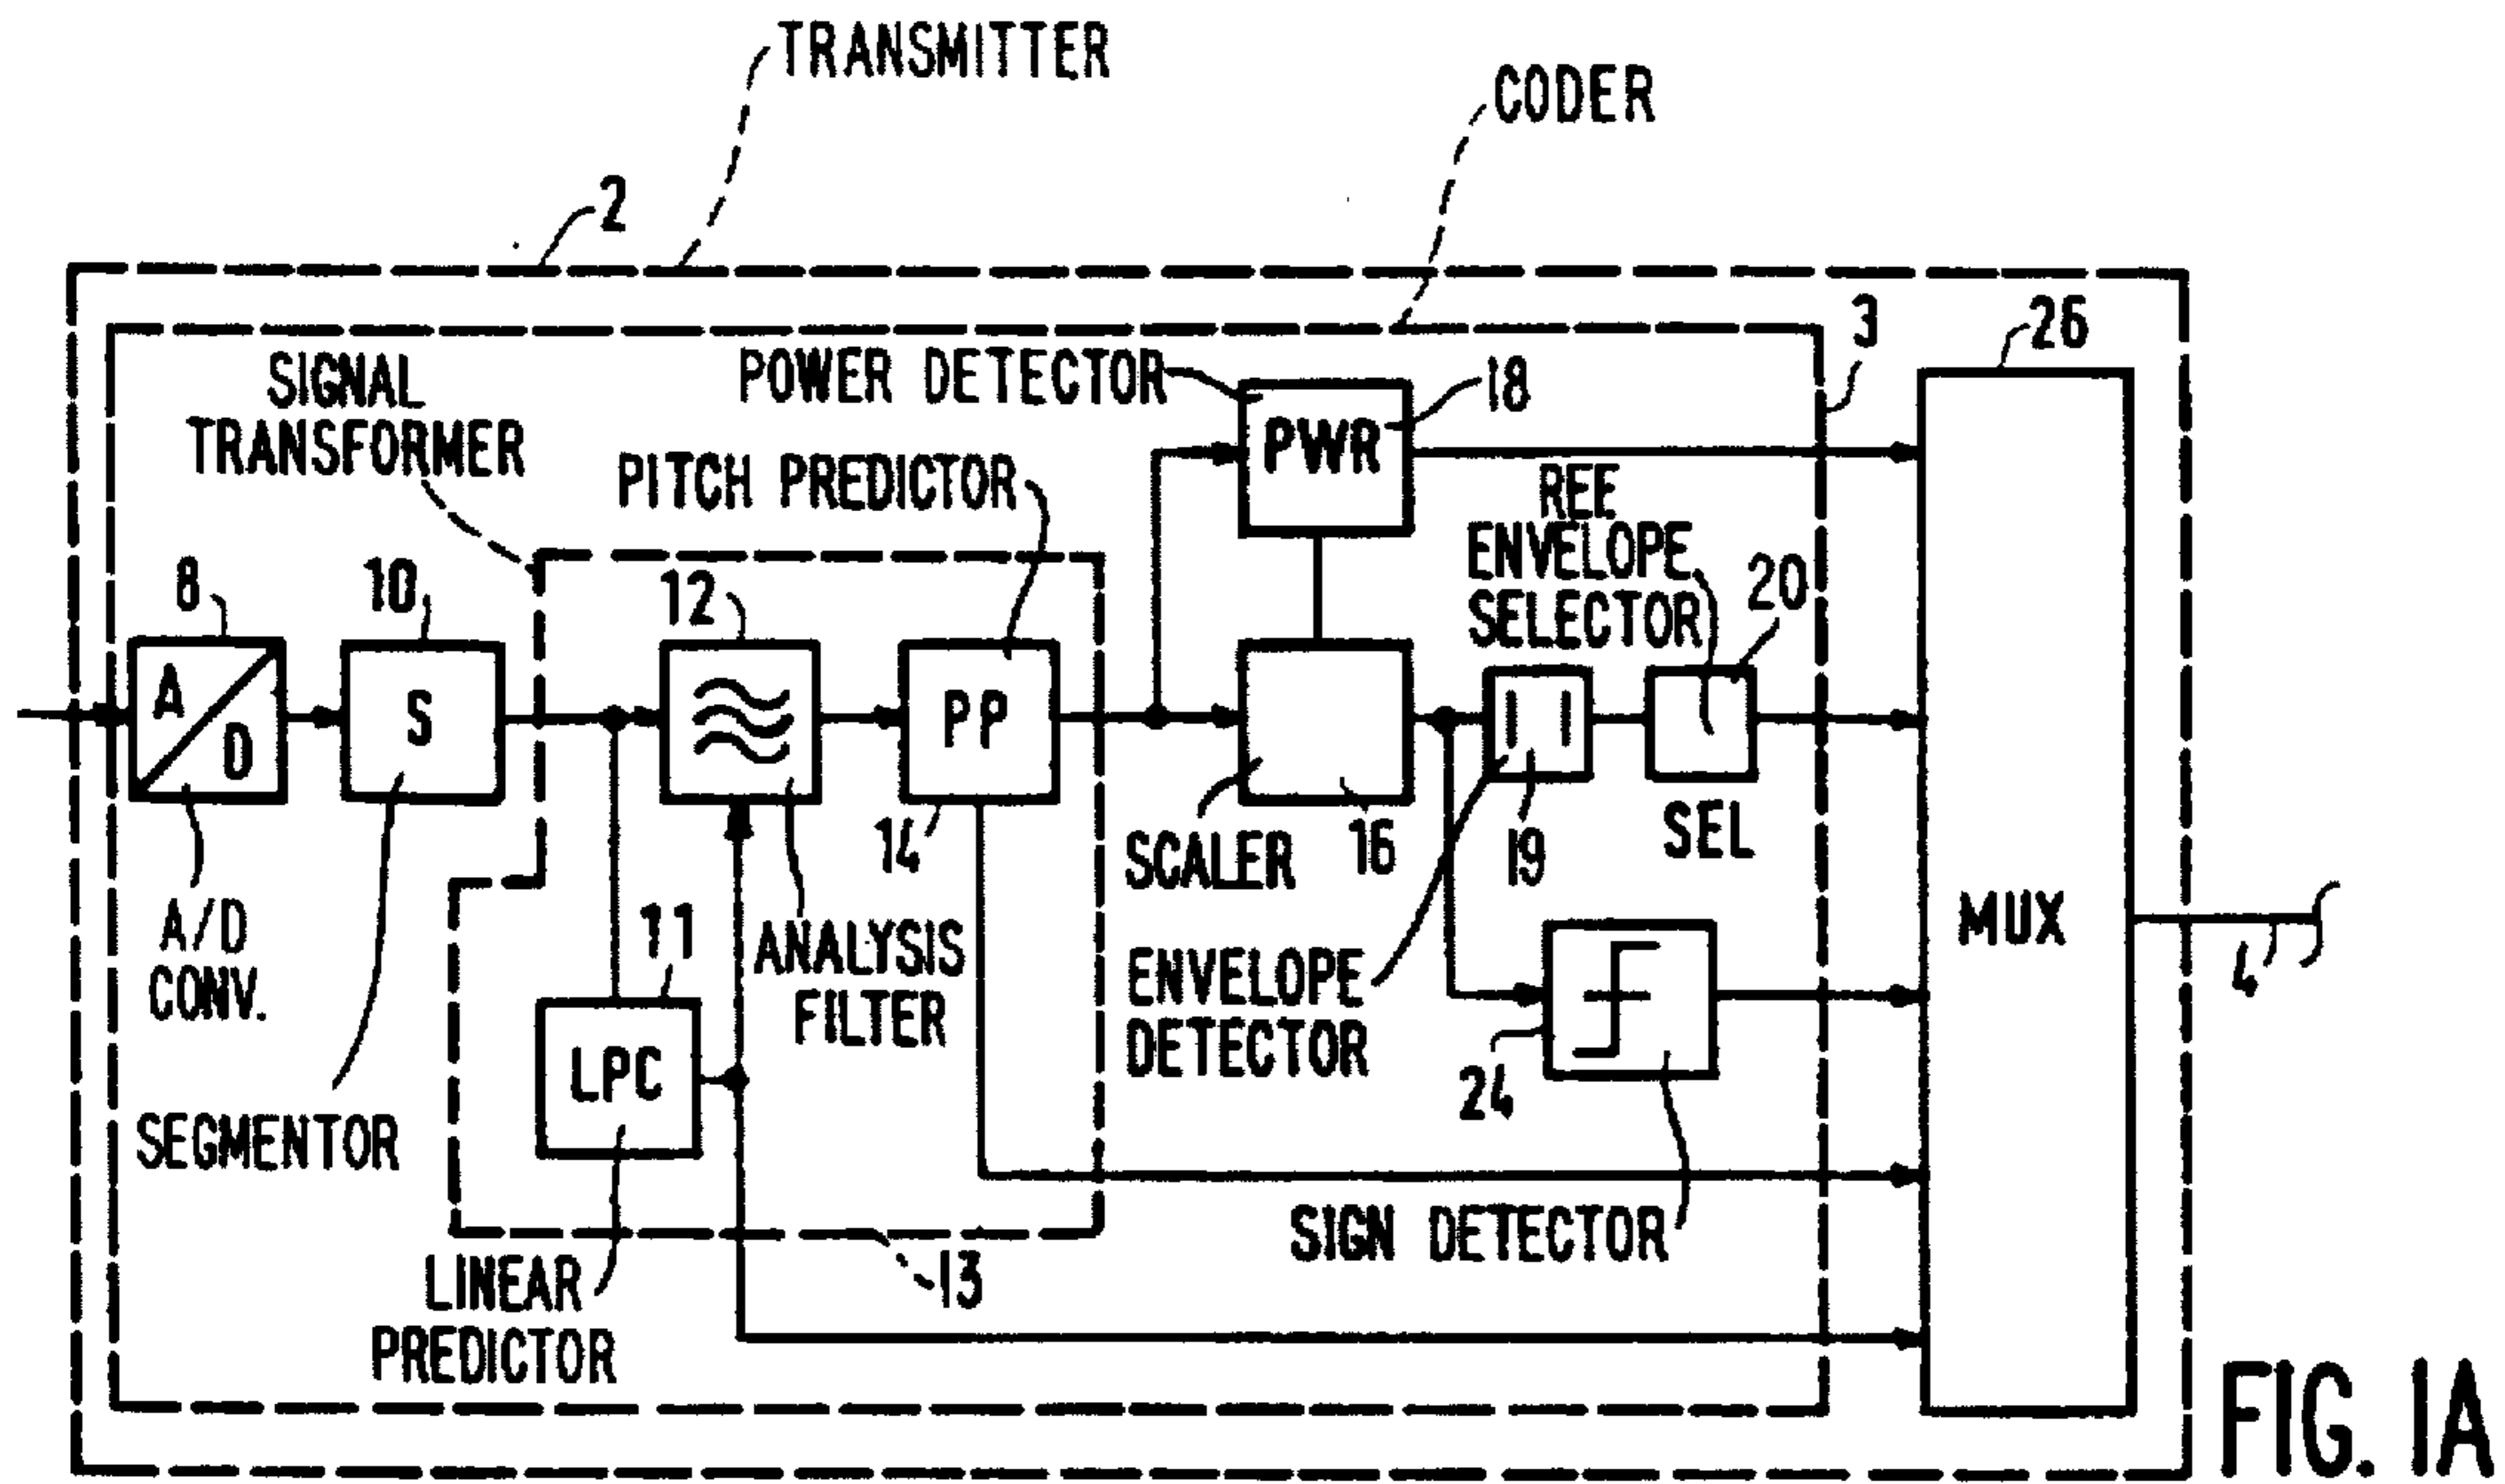 TRANSMITTER
CODER
2
3
26
SIGNAL
TRANSFORMER
POWER DETECTOR
18
PWR
PITCH PREDICTOR
REE
ENVELOPE
SELECTOR
20
8
10
12
A
D
S
PP
14
SCALER
16
19
SEL
A/D
CONV.
11
ANALYSIS
FILTER
ENVELOPE
DETECTOR
MUX
4
LPC
24
SEGMENTOR
SIGN DETECTOR
LINEAR
PREDICTOR
13
FIG. 1A